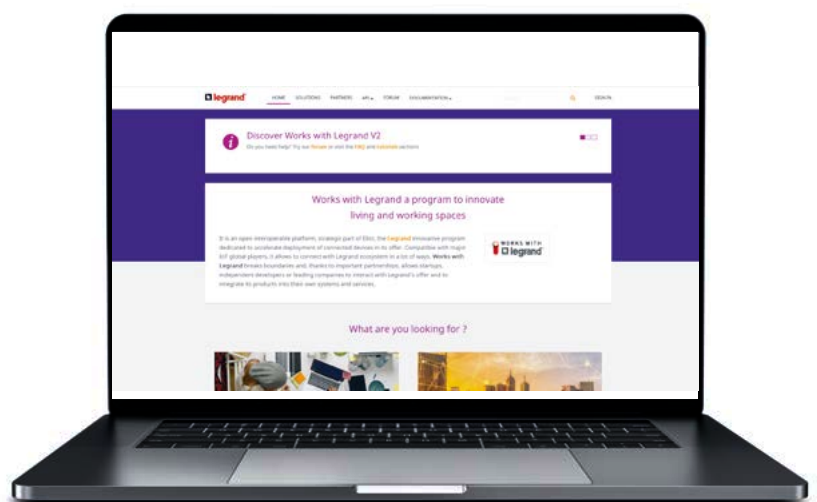 legrand HOME SOLUTIONS PARTNERS API FORUM DOCUMENTATION SIGN IN
Discover Works with Legrand V2
Do you need help? Try our forum or visit the FAQ and tutorials sections
Works with Legrand a program to innovate
living and working spaces
It is an open interoperable platform, strategic part of Eliot, the Legrand innovative program
dedicated to accelerate deployment of connected devices in its offer. Compatible with major
IoT global players, it allows to connect with Legrand ecosystem in a lot of ways. Works with
Legrand breaks boundaries and, thanks to important partnerships, allows startups,
independent developers or leading companies to interact with Legrand's offer and to
integrate its products into their own systems and services.
WORKS WITH
legrand
What are you looking for ?